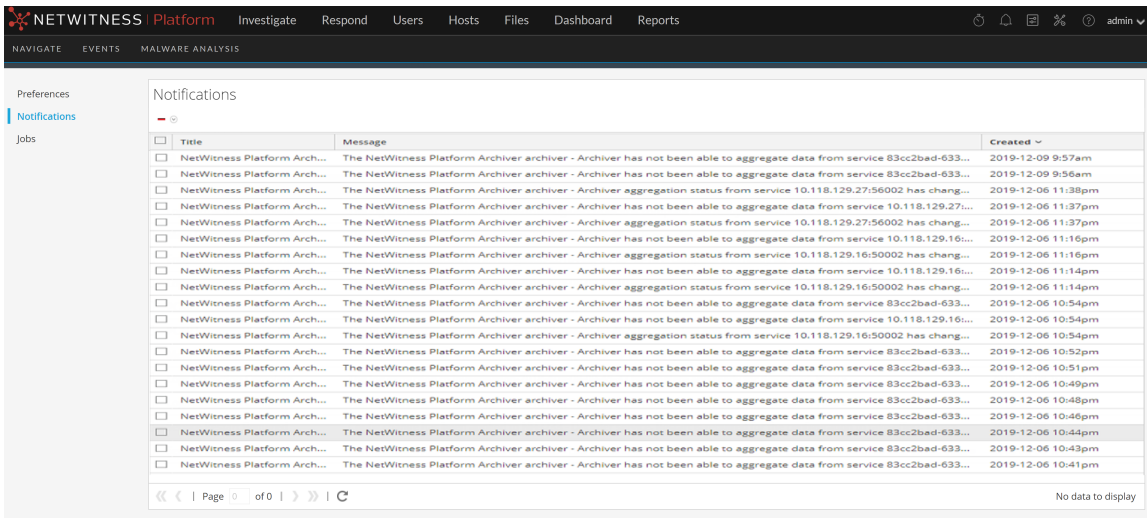 NETWITNESS Platform Investigate Respond Users Hosts Files Dashboard Reports admin
NAVIGATE EVENTS MALWARE ANALYSIS
Preferences
Notifications
Jobs
Notifications
Title Message Created
NetWitness Platform Arch... The NetWitness Platform Archiver archiver - Archiver has not been able to aggregate data from service 83cc2bad-633... 2019-12-09 9:57am
NetWitness Platform Arch... The NetWitness Platform Archiver archiver - Archiver has not been able to aggregate data from service 83cc2bad-633... 2019-12-09 9:56am
NetWitness Platform Arch... The NetWitness Platform Archiver archiver - Archiver aggregation status from service 10.118.129.27:56002 has chang... 2019-12-06 11:38pm
NetWitness Platform Arch... The NetWitness Platform Archiver archiver - Archiver has not been able to aggregate data from service 10.118.129.27:... 2019-12-06 11:37pm
NetWitness Platform Arch... The NetWitness Platform Archiver archiver - Archiver aggregation status from service 10.118.129.27:56002 has chang... 2019-12-06 11:37pm
NetWitness Platform Arch... The NetWitness Platform Archiver archiver - Archiver has not been able to aggregate data from service 10.118.129.16:... 2019-12-06 11:16pm
NetWitness Platform Arch... The NetWitness Platform Archiver archiver - Archiver aggregation status from service 10.118.129.16:50002 has chang... 2019-12-06 11:16pm
NetWitness Platform Arch... The NetWitness Platform Archiver archiver - Archiver has not been able to aggregate data from service 10.118.129.16:... 2019-12-06 11:14pm
NetWitness Platform Arch... The NetWitness Platform Archiver archiver - Archiver aggregation status from service 10.118.129.16:50002 has chang... 2019-12-06 11:14pm
NetWitness Platform Arch... The NetWitness Platform Archiver archiver - Archiver has not been able to aggregate data from service 83cc2bad-633... 2019-12-06 10:54pm
NetWitness Platform Arch... The NetWitness Platform Archiver archiver - Archiver has not been able to aggregate data from service 10.118.129.16:... 2019-12-06 10:54pm
NetWitness Platform Arch... The NetWitness Platform Archiver archiver - Archiver aggregation status from service 10.118.129.16:50002 has chang... 2019-12-06 10:54pm
NetWitness Platform Arch... The NetWitness Platform Archiver archiver - Archiver has not been able to aggregate data from service 83cc2bad-633... 2019-12-06 10:52pm
NetWitness Platform Arch... The NetWitness Platform Archiver archiver - Archiver has not been able to aggregate data from service 83cc2bad-633... 2019-12-06 10:51pm
NetWitness Platform Arch... The NetWitness Platform Archiver archiver - Archiver has not been able to aggregate data from service 83cc2bad-633... 2019-12-06 10:49pm
NetWitness Platform Arch... The NetWitness Platform Archiver archiver - Archiver has not been able to aggregate data from service 83cc2bad-633... 2019-12-06 10:48pm
NetWitness Platform Arch... The NetWitness Platform Archiver archiver - Archiver has not been able to aggregate data from service 83cc2bad-633... 2019-12-06 10:46pm
NetWitness Platform Arch... The NetWitness Platform Archiver archiver - Archiver has not been able to aggregate data from service 83cc2bad-633... 2019-12-06 10:44pm
NetWitness Platform Arch... The NetWitness Platform Archiver archiver - Archiver has not been able to aggregate data from service 83cc2bad-633... 2019-12-06 10:43pm
NetWitness Platform Arch... The NetWitness Platform Archiver archiver - Archiver has not been able to aggregate data from service 83cc2bad-633... 2019-12-06 10:41pm
Page 0 of 0 No data to display